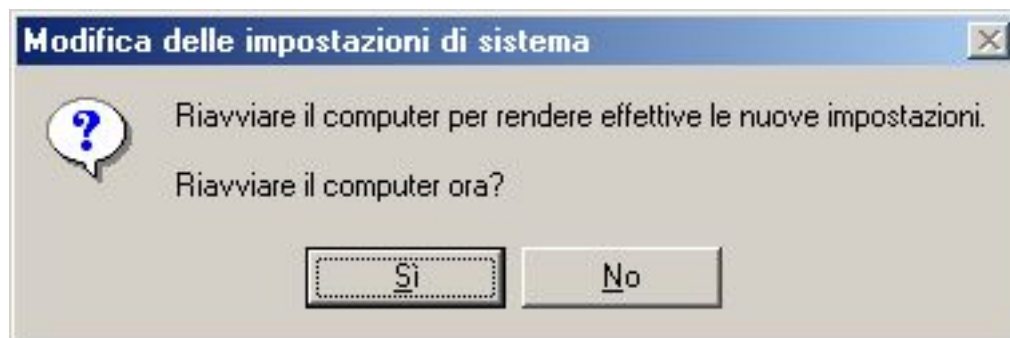 Modifica delle impostazioni di sistema
Riavviare il computer per rendere effettive le nuove impostazioni.
Riavviare il computer ora?
Sì
No